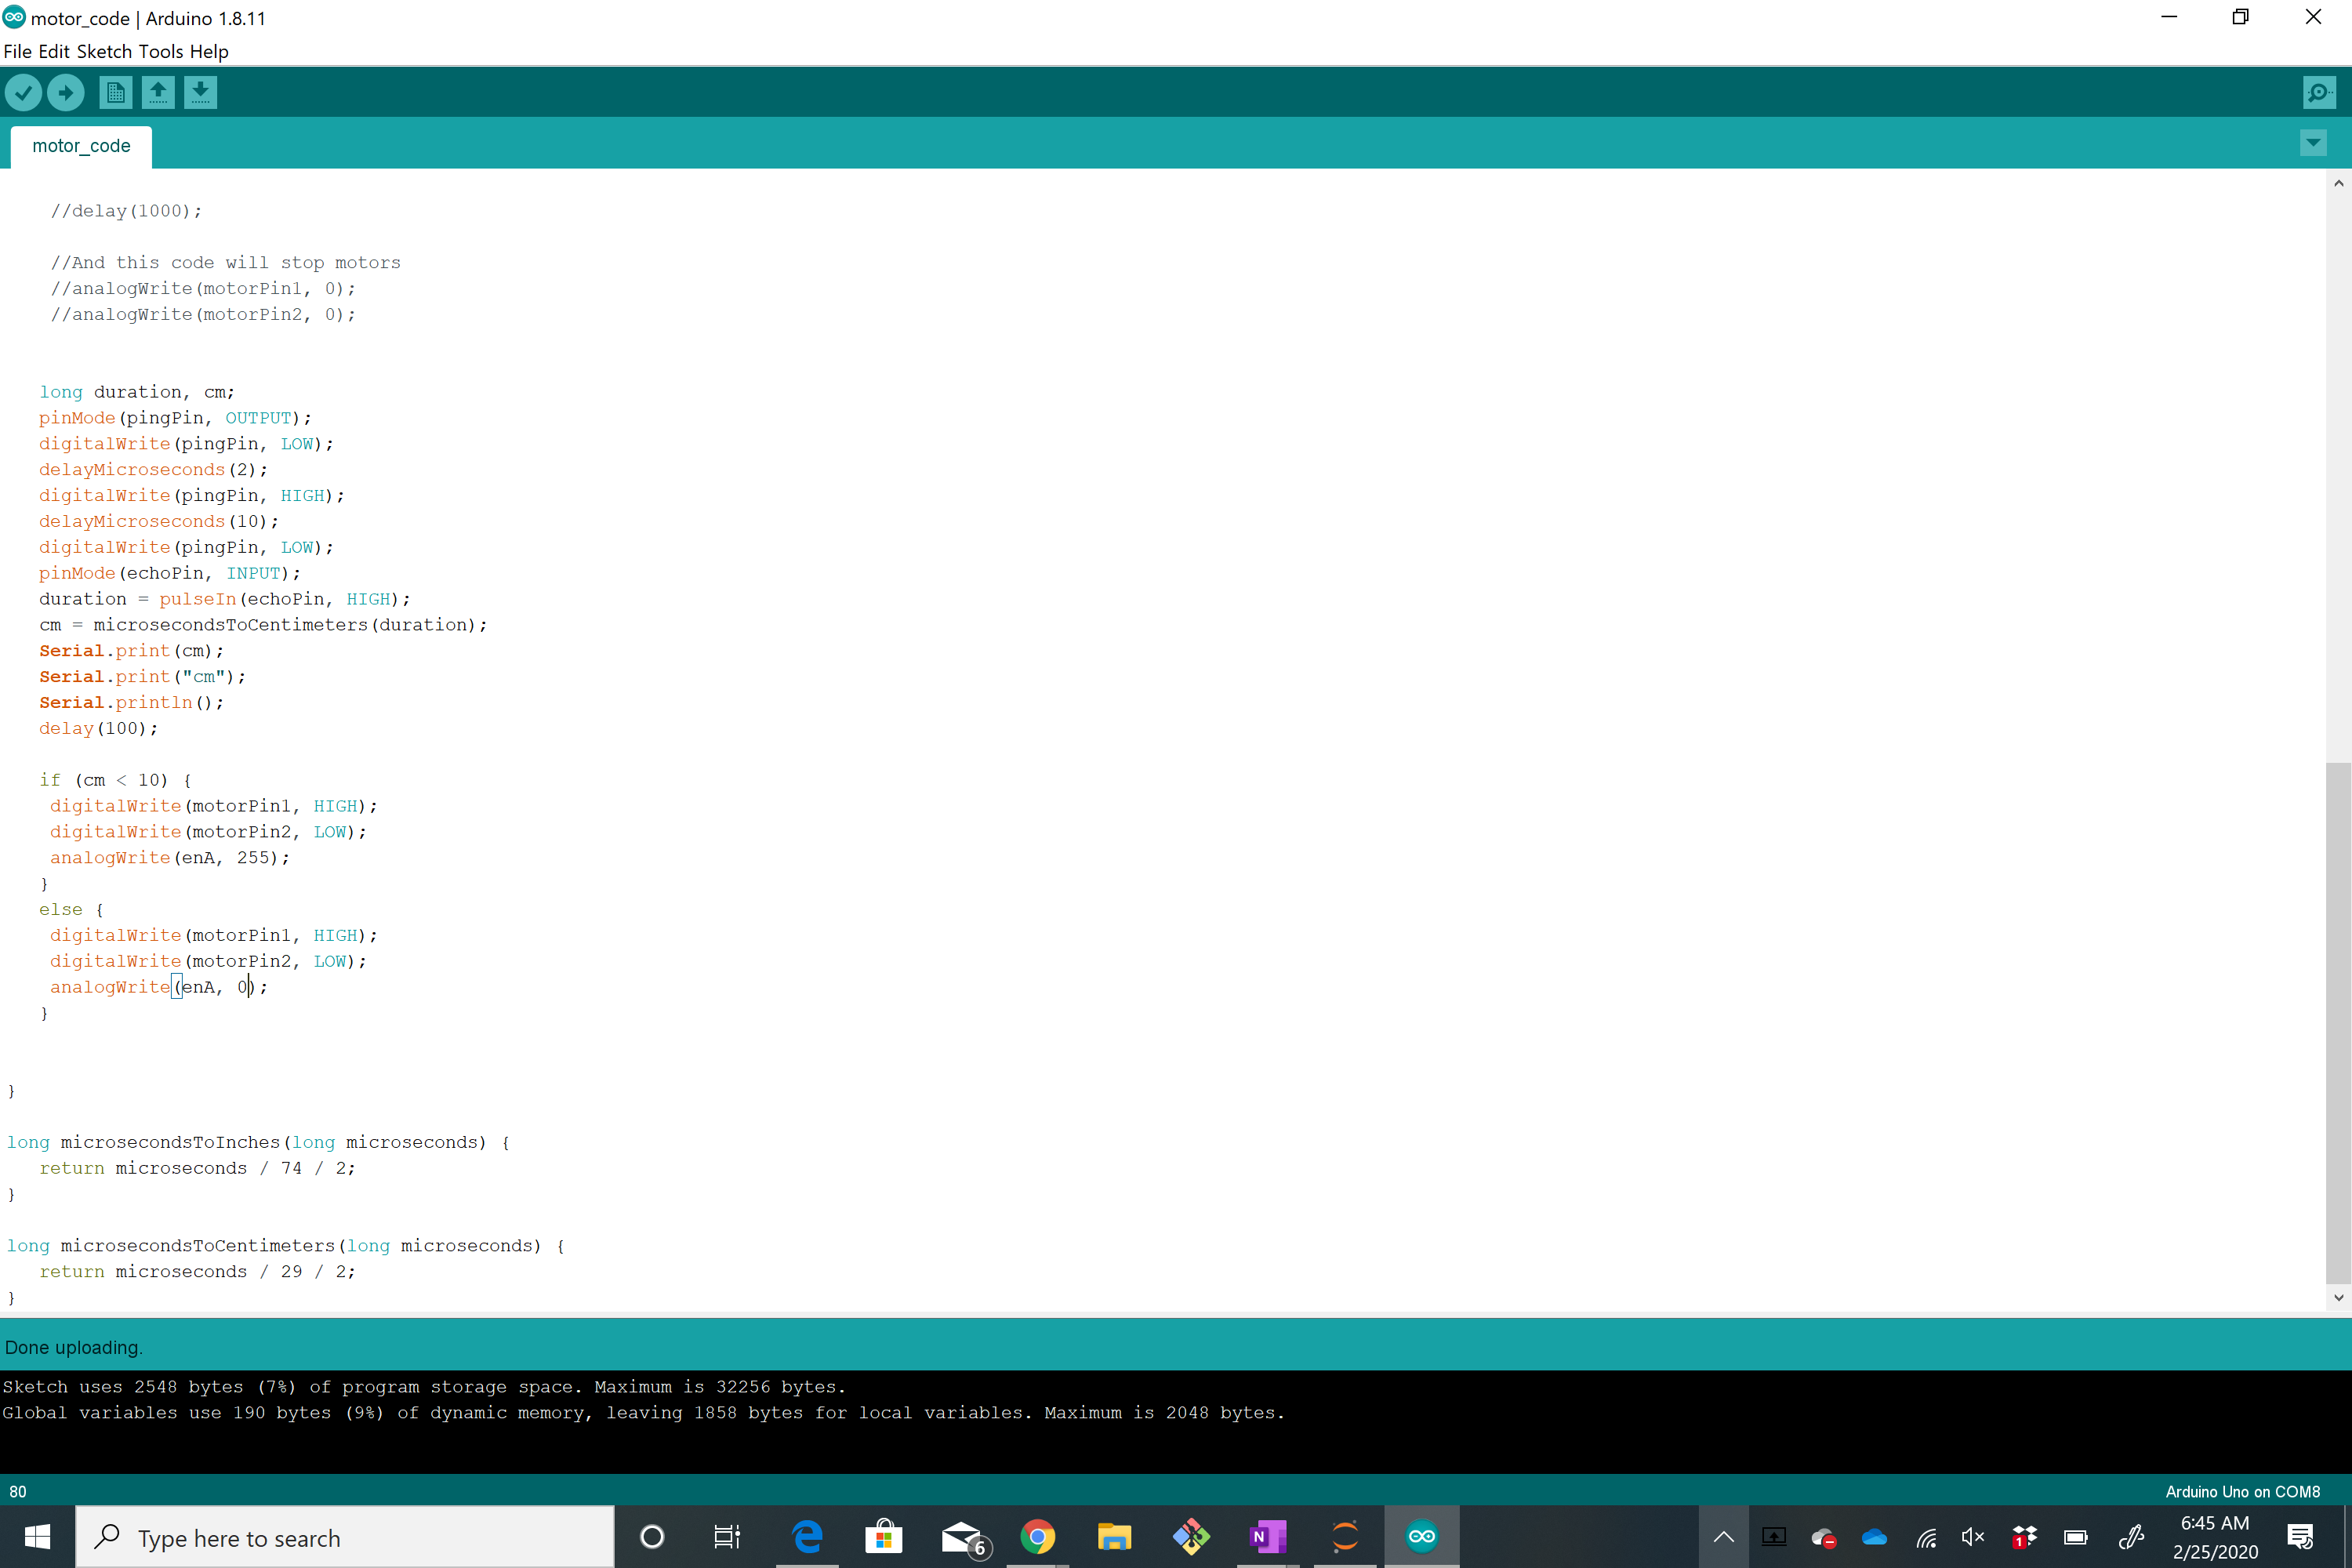 motor_code | Arduino 1.8.11
File Edit Sketch Tools Help
motor_code
//delay(1000);
//And this code will stop motors
//analogWrite(motorPin1, 0);
//analogWrite(motorPin2, 0);
long duration, cm;
pinMode(pingPin, OUTPUT);
digitalWrite(pingPin, LOW);
delayMicroseconds(2);
digitalWrite(pingPin, HIGH);
delayMicroseconds(10);
digitalWrite(pingPin, LOW);
pinMode(echoPin, INPUT);
duration = pulseIn(echoPin, HIGH);
cm = microsecondsToCentimeters(duration);
Serial.print(cm);
Serial.print("cm");
Serial.println();
delay(100);
if (cm < 10) {
digitalWrite(motorPin1, HIGH);
digitalWrite(motorPin2, LOW);
analogWrite(enA, 255);
}
else {
digitalWrite(motorPin1, HIGH);
digitalWrite(motorPin2, LOW);
analogWrite(enA, 0);
}
}
long microsecondsToInches(long microseconds) {
return microseconds / 74 / 2;
}
long microsecondsToCentimeters(long microseconds) {
return microseconds / 29 / 2;
}
Done uploading.
Sketch uses 2548 bytes (7%) of program storage space. Maximum is 32256 bytes.
Global variables use 190 bytes (9%) of dynamic memory, leaving 1858 bytes for local variables. Maximum is 2048 bytes.
80
Arduino Uno on COM8
Type here to search
6
N
1
6:45 AM
2/25/2020